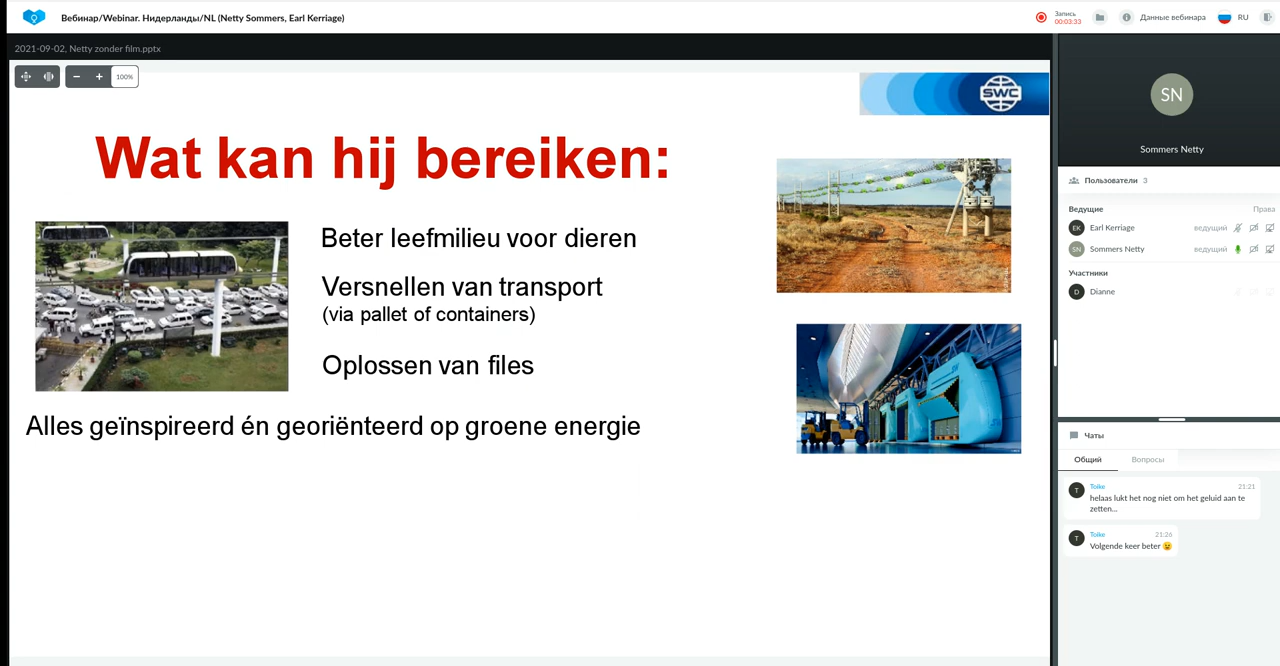 Вебинар/Webinar. Нидерланды/NL (Netty Sommers, Earl Kerriage)
Запись
00:03:33
Данные вебинара
RU
2021-09-02, Netty zonder film.pptx
100%
SWC
Wat kan hij bereiken:
Beter leefmilieu voor dieren
Versnellen van transport
(via pallet of containers)
Oplossen van files
Alles geïnspireerd én georiënteerd op groene energie
SN
Sommers Netty
Пользователи 3
Ведущие Права
EK Earl Kerriage ведущий
SN Sommers Netty ведущий
Участники
D Dianne
Чаты
Общий Вопросы
T Toike 21:21
helaas lukt het nog niet om het geluid aan te
zetten...
T Toike 21:26
Volgende keer beter 😉